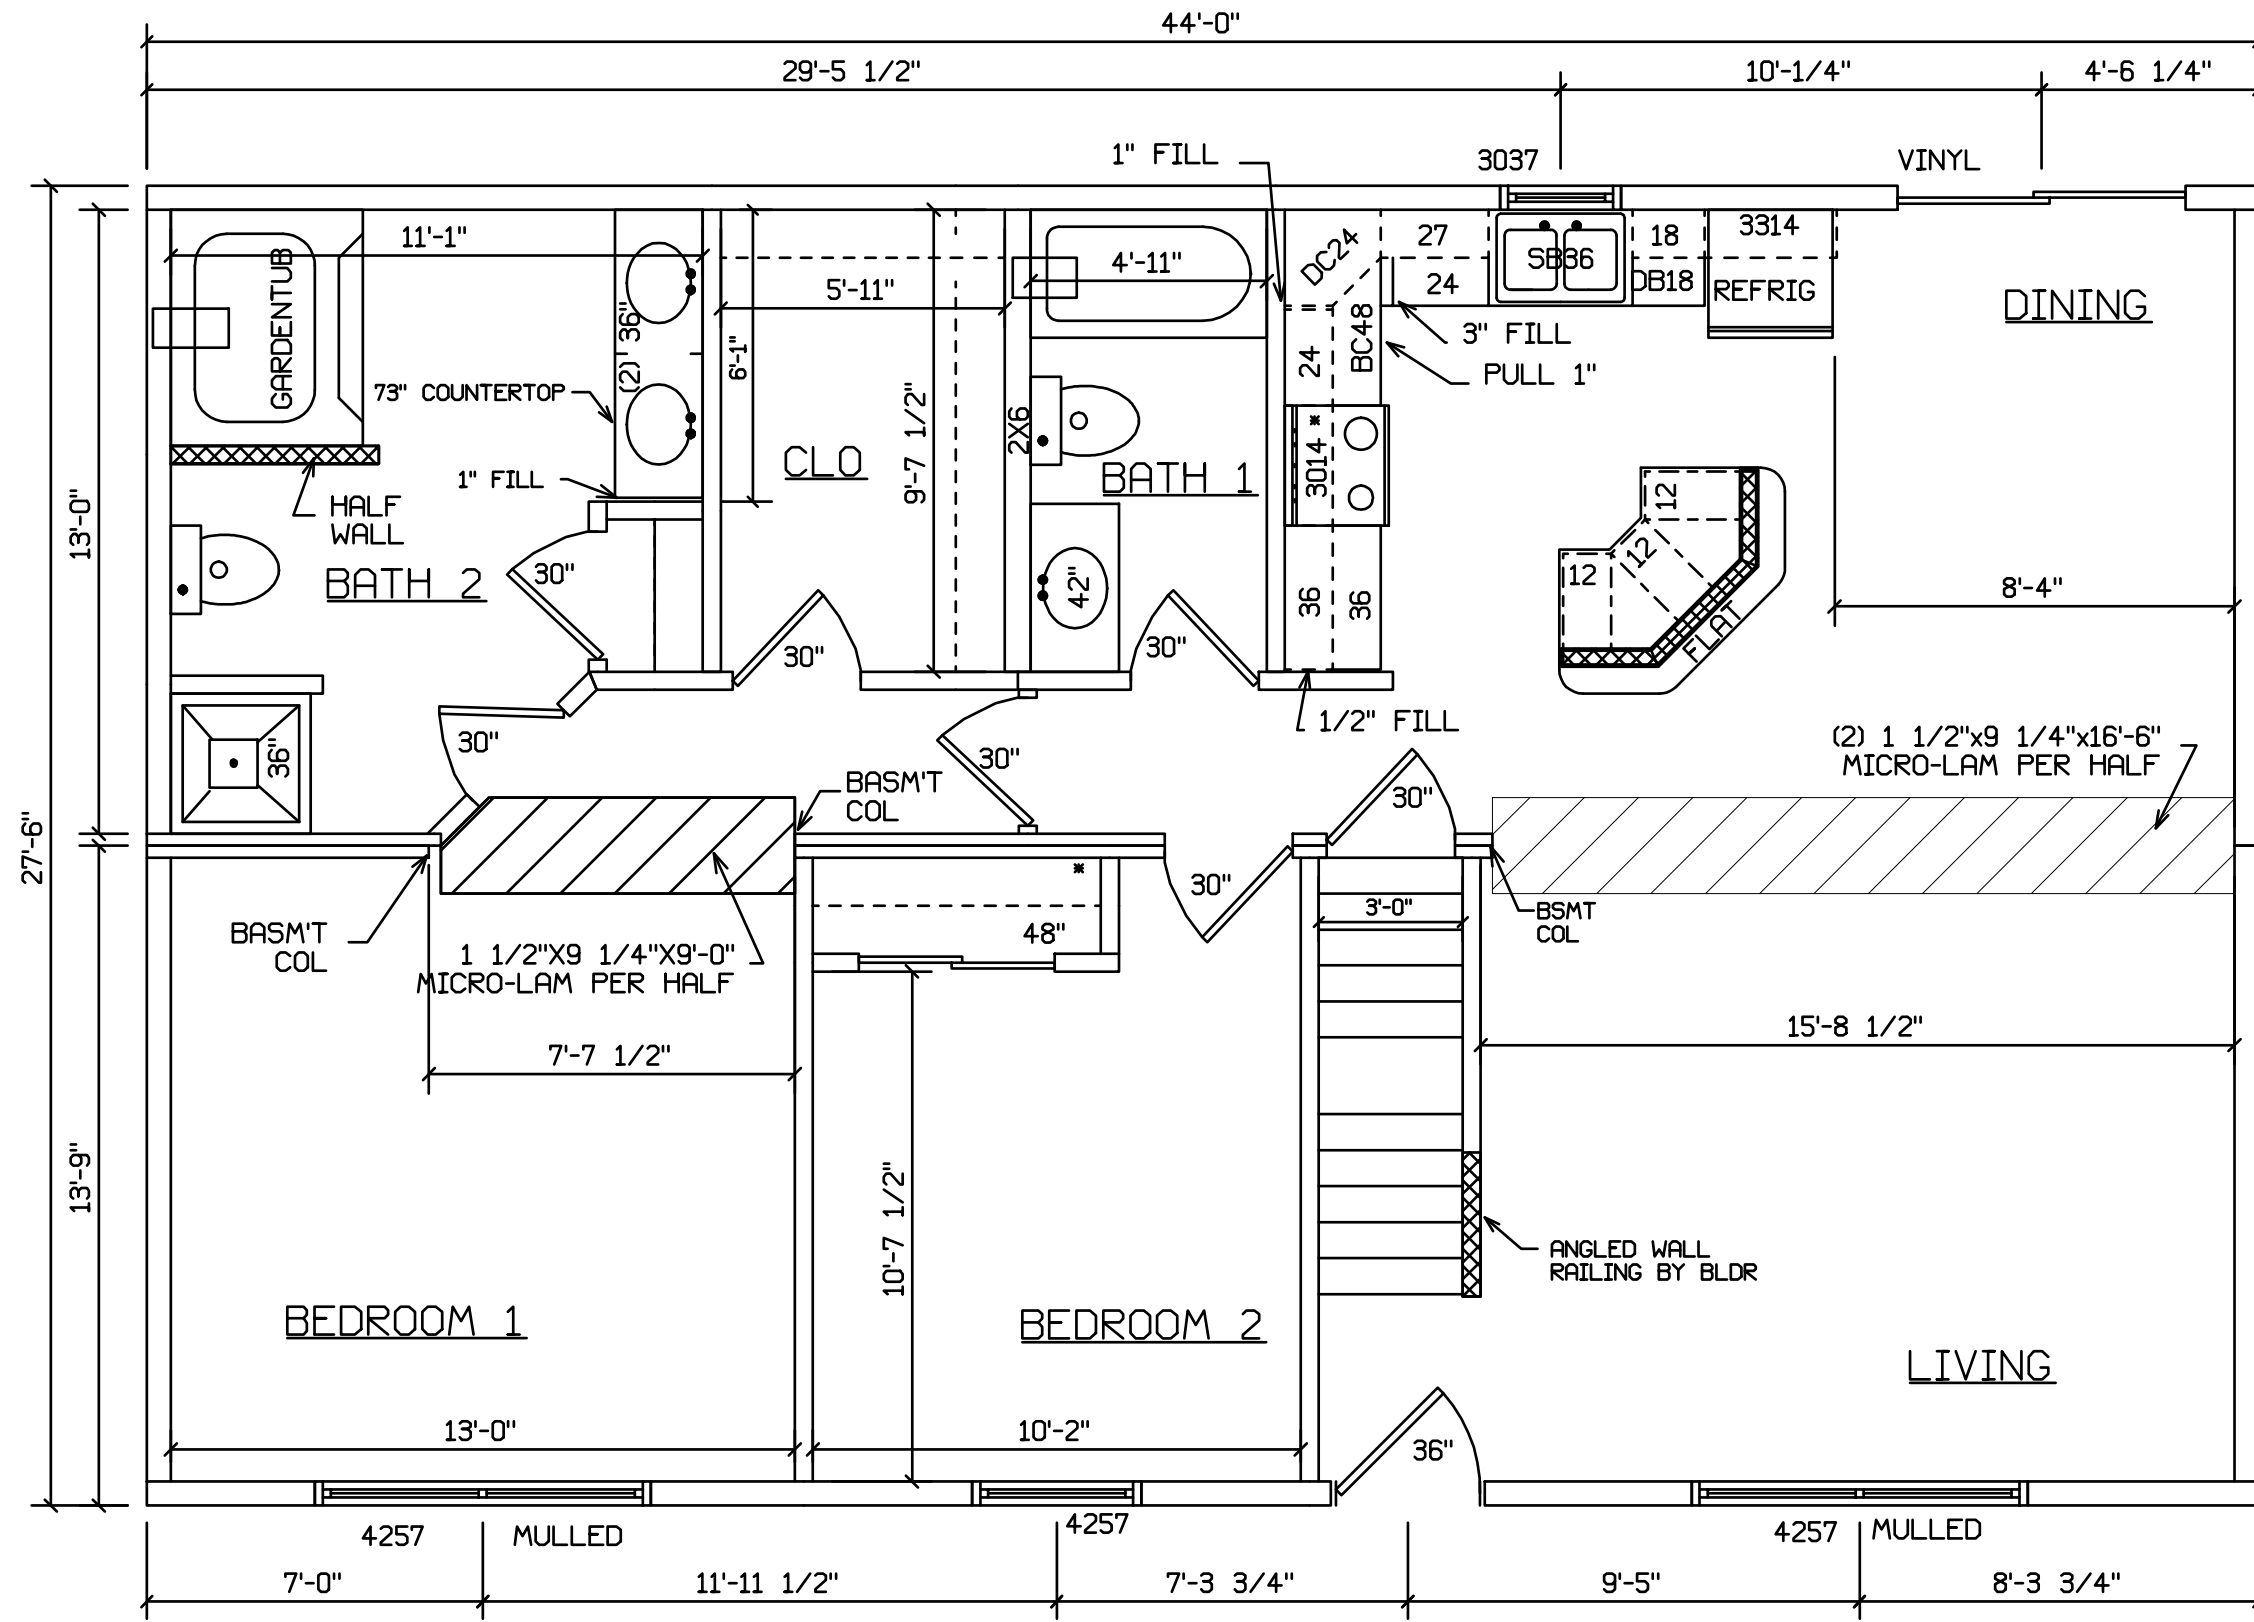 44'-0"
29'-5 1/2"
10'-1/4"
4'-6 1/4"
1" FILL
3037
VINYL
11'-1"
GARDENTUB
(2) 36"
6'-1"
5'-11"
4'-11"
DC24
27
18
3314
SB36
24
DB18
REFRIG
DINING
3" FILL
PULL 1"
BC48
24
73" COUNTERTOP
9'-7 1/2"
2X6
CLO
BATH 1
3014 *
1" FILL
HALF
WALL
13'-0"
BATH 2
30"
42"
36
36
12
12
12
FLAT
8'-4"
30"
30"
1/2" FILL
36"
30"
30"
BASM'T
COL
30"
(2) 1 1/2"x9 1/4"x16'-6"
MICRO-LAM PER HALF
27'-6"
*
30"
3'-0"
BSMT
COL
BASM'T
COL
48"
1 1/2"X9 1/4"X9'-0"
MICRO-LAM PER HALF
7'-7 1/2"
15'-8 1/2"
13'-9"
10'-7 1/2"
ANGLED WALL
RAILING BY BLDR
BEDROOM 1
BEDROOM 2
LIVING
13'-0"
10'-2"
36"
4257 MULLED
4257
4257 MULLED
7'-0"
11'-11 1/2"
7'-3 3/4"
9'-5"
8'-3 3/4"